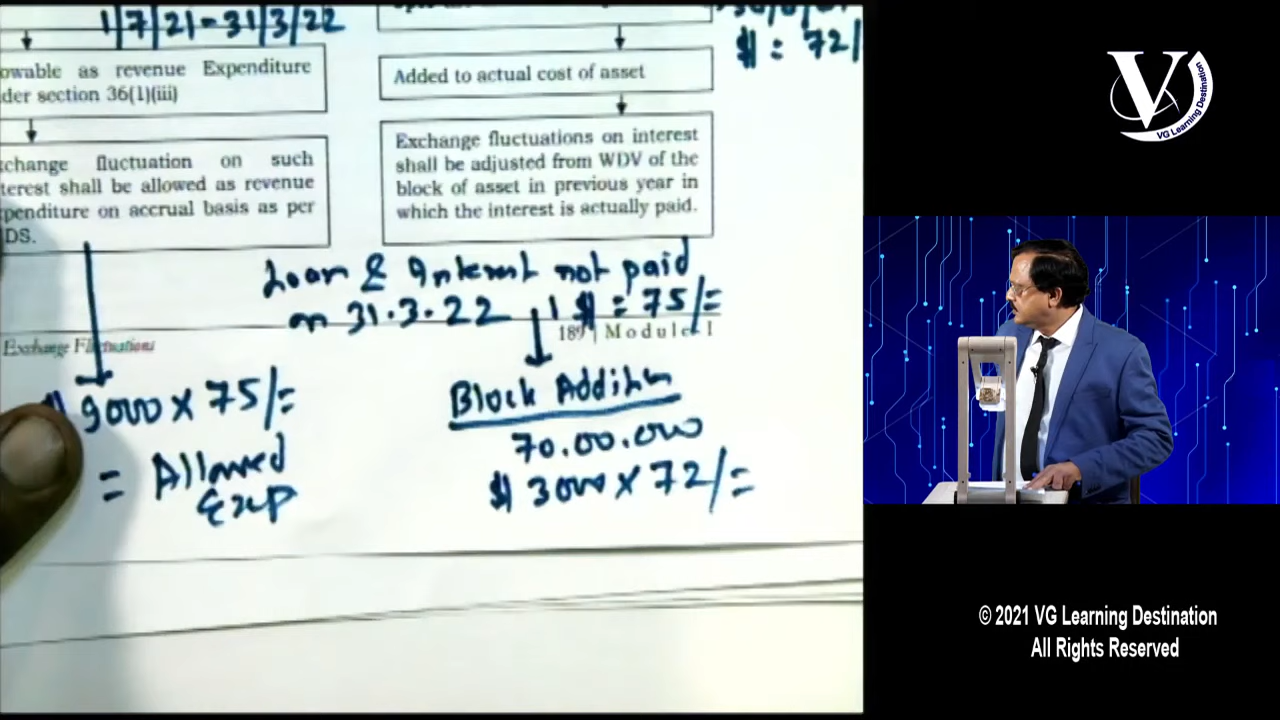 1/7/21 - 31/3/22
$ = 72/
owable as revenue Expenditure
der section 36(1)(iii)
Added to actual cost of asset
change fluctuation on such
terest shall be allowed as revenue
penditure on accrual basis as per
DS.
Exchange fluctuations on interest
shall be adjusted from WDV of the
block of asset in previous year in
which the interest is actually paid.
Loan & Interest not paid
on 31.3.22 1 $ = 75/=
Exchange Fluctuations
189 | Module I
$ 9000 x 75/=
= Allowed
Exp
Block Addition
70.00.000
$ 3000 x 72/=
V
VG Learning Destination
© 2021 VG Learning Destination
All Rights Reserved